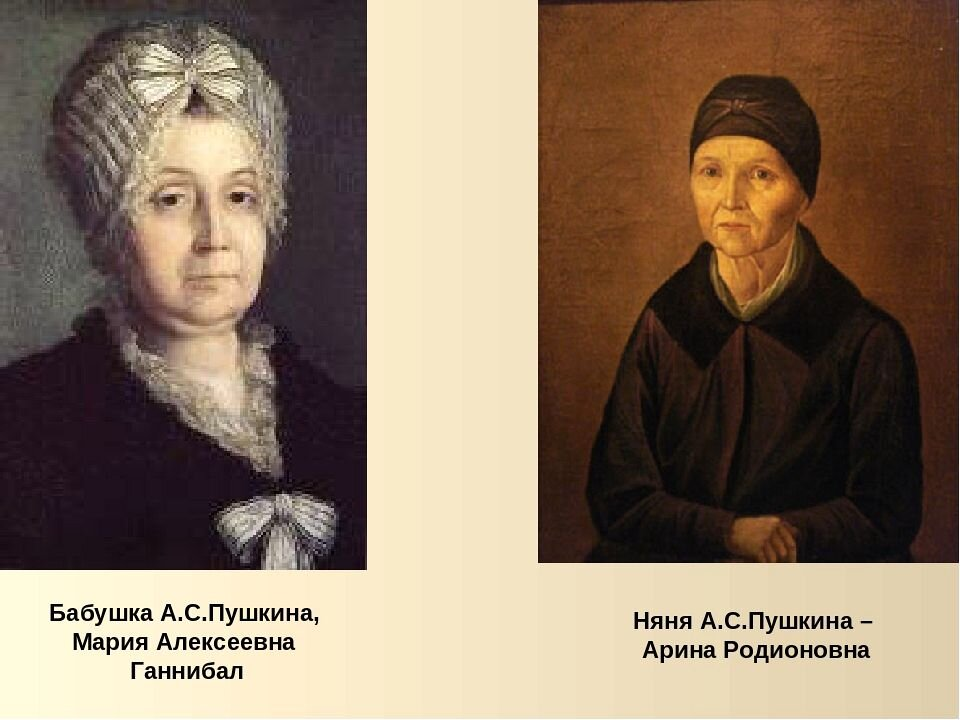 Бабушка А.С.Пушкина,
Мария Алексеевна
Ганнибал
Няня А.С.Пушкина –
Арина Родионовна